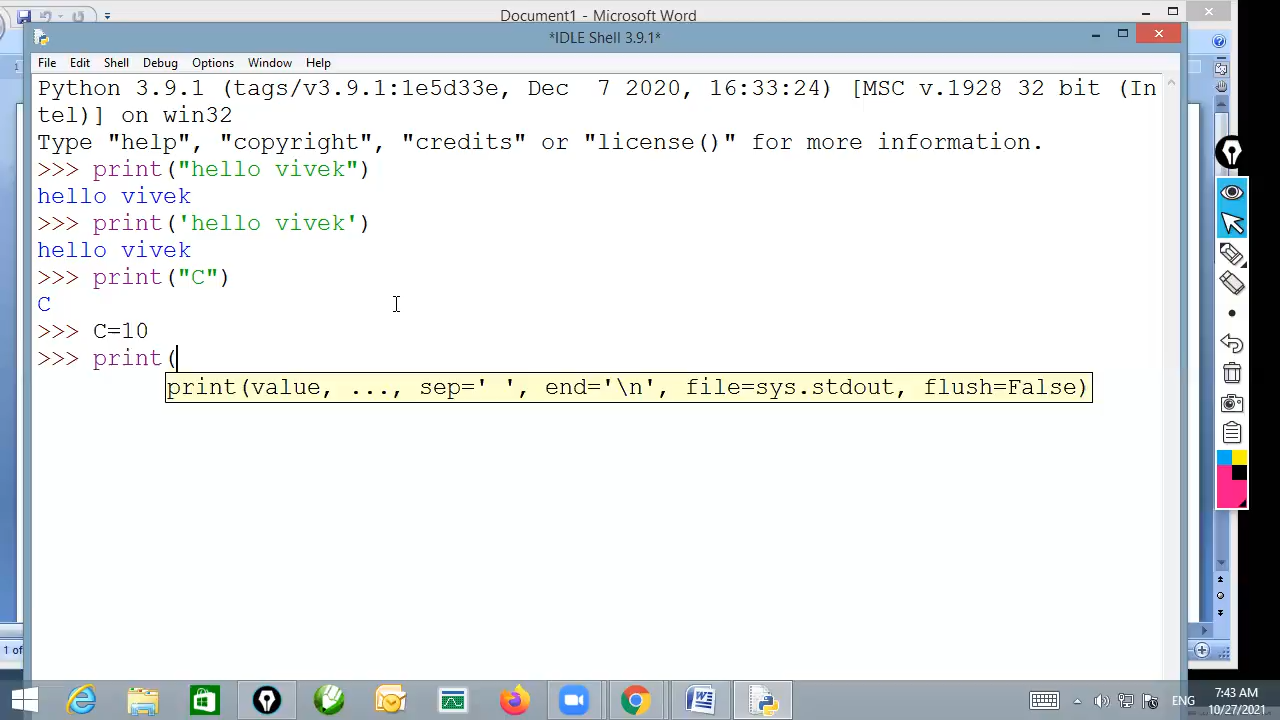 Document1 - Microsoft Word
*IDLE Shell 3.9.1*
File Edit Shell Debug Options Window Help
Python 3.9.1 (tags/v3.9.1:1e5d33e, Dec  7 2020, 16:33:24) [MSC v.1928 32 bit (In
tel)] on win32
Type "help", "copyright", "credits" or "license()" for more information.
>>> print("hello vivek")
hello vivek
>>> print('hello vivek')
hello vivek
>>> print("C")
C
>>> C=10
>>> print(
print(value, ..., sep=' ', end='\n', file=sys.stdout, flush=False)
1 of
ENG
7:43 AM
10/27/2021